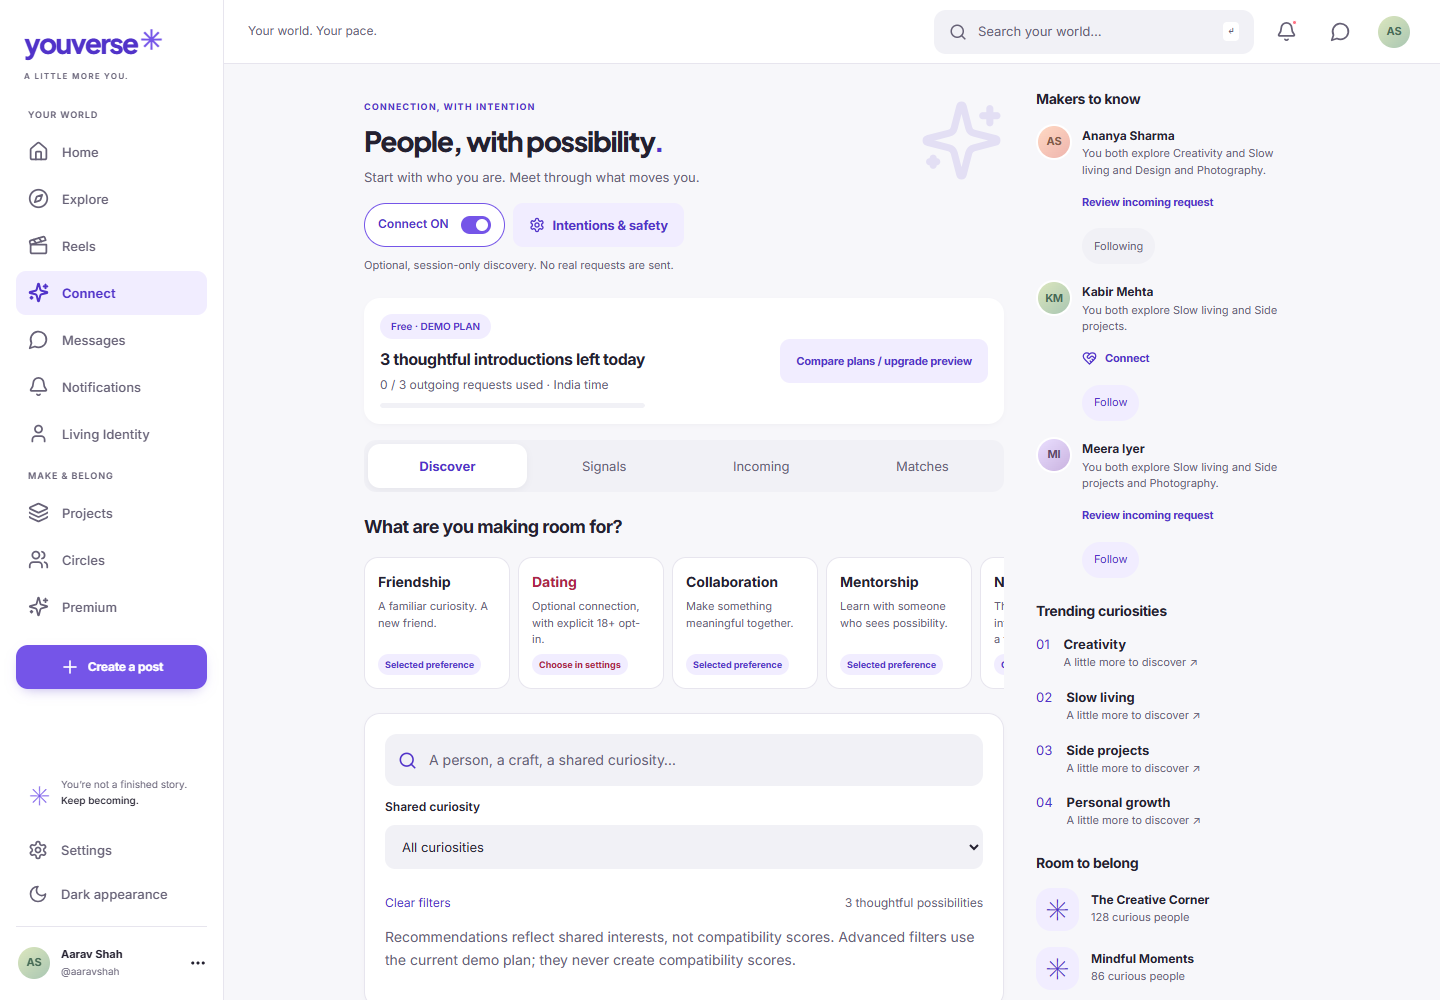 youverse
A LITTLE MORE YOU.
YOUR WORLD
Home
Explore
Reels
Connect
Messages
Notifications
Living Identity
MAKE & BELONG
Projects
Circles
Premium
Create a post
You're not a finished story.
Keep becoming.
Settings
Dark appearance
AS
Aarav Shah
@aaravshah
Your world. Your pace.
Search your world...
AS
CONNECTION, WITH INTENTION
People, with possibility.
Start with who you are. Meet through what moves you.
Connect ON
Intentions & safety
Optional, session-only discovery. No real requests are sent.
Free · DEMO PLAN
3 thoughtful introductions left today
0 / 3 outgoing requests used · India time
Compare plans / upgrade preview
Discover
Signals
Incoming
Matches
What are you making room for?
Friendship
A familiar curiosity. A
new friend.
Selected preference
Dating
Optional connection,
with explicit 18+ opt-
in.
Choose in settings
Collaboration
Make something
meaningful together.
Selected preference
Mentorship
Learn with someone
who sees possibility.
Selected preference
A person, a craft, a shared curiosity...
Shared curiosity
All curiosities
Clear filters
3 thoughtful possibilities
Recommendations reflect shared interests, not compatibility scores. Advanced filters use
the current demo plan; they never create compatibility scores.
Makers to know
AS
Ananya Sharma
You both explore Creativity and Slow
living and Design and Photography.
Review incoming request
Following
KM
Kabir Mehta
You both explore Slow living and Side
projects.
Connect
Follow
MI
Meera Iyer
You both explore Slow living and Side
projects and Photography.
Review incoming request
Follow
Trending curiosities
01 Creativity
A little more to discover ↗
02 Slow living
A little more to discover ↗
03 Side projects
A little more to discover ↗
04 Personal growth
A little more to discover ↗
Room to belong
The Creative Corner
128 curious people
Mindful Moments
86 curious people